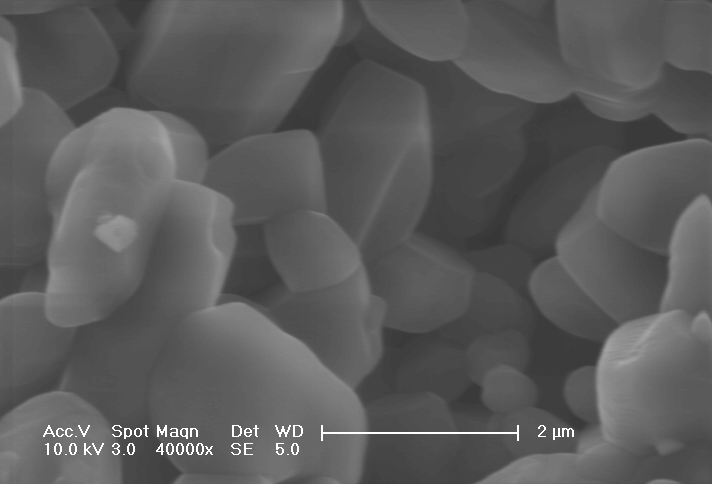 Acc.V Spot Magn Det WD 2 µm
10.0 kV 3.0 40000x SE 5.0